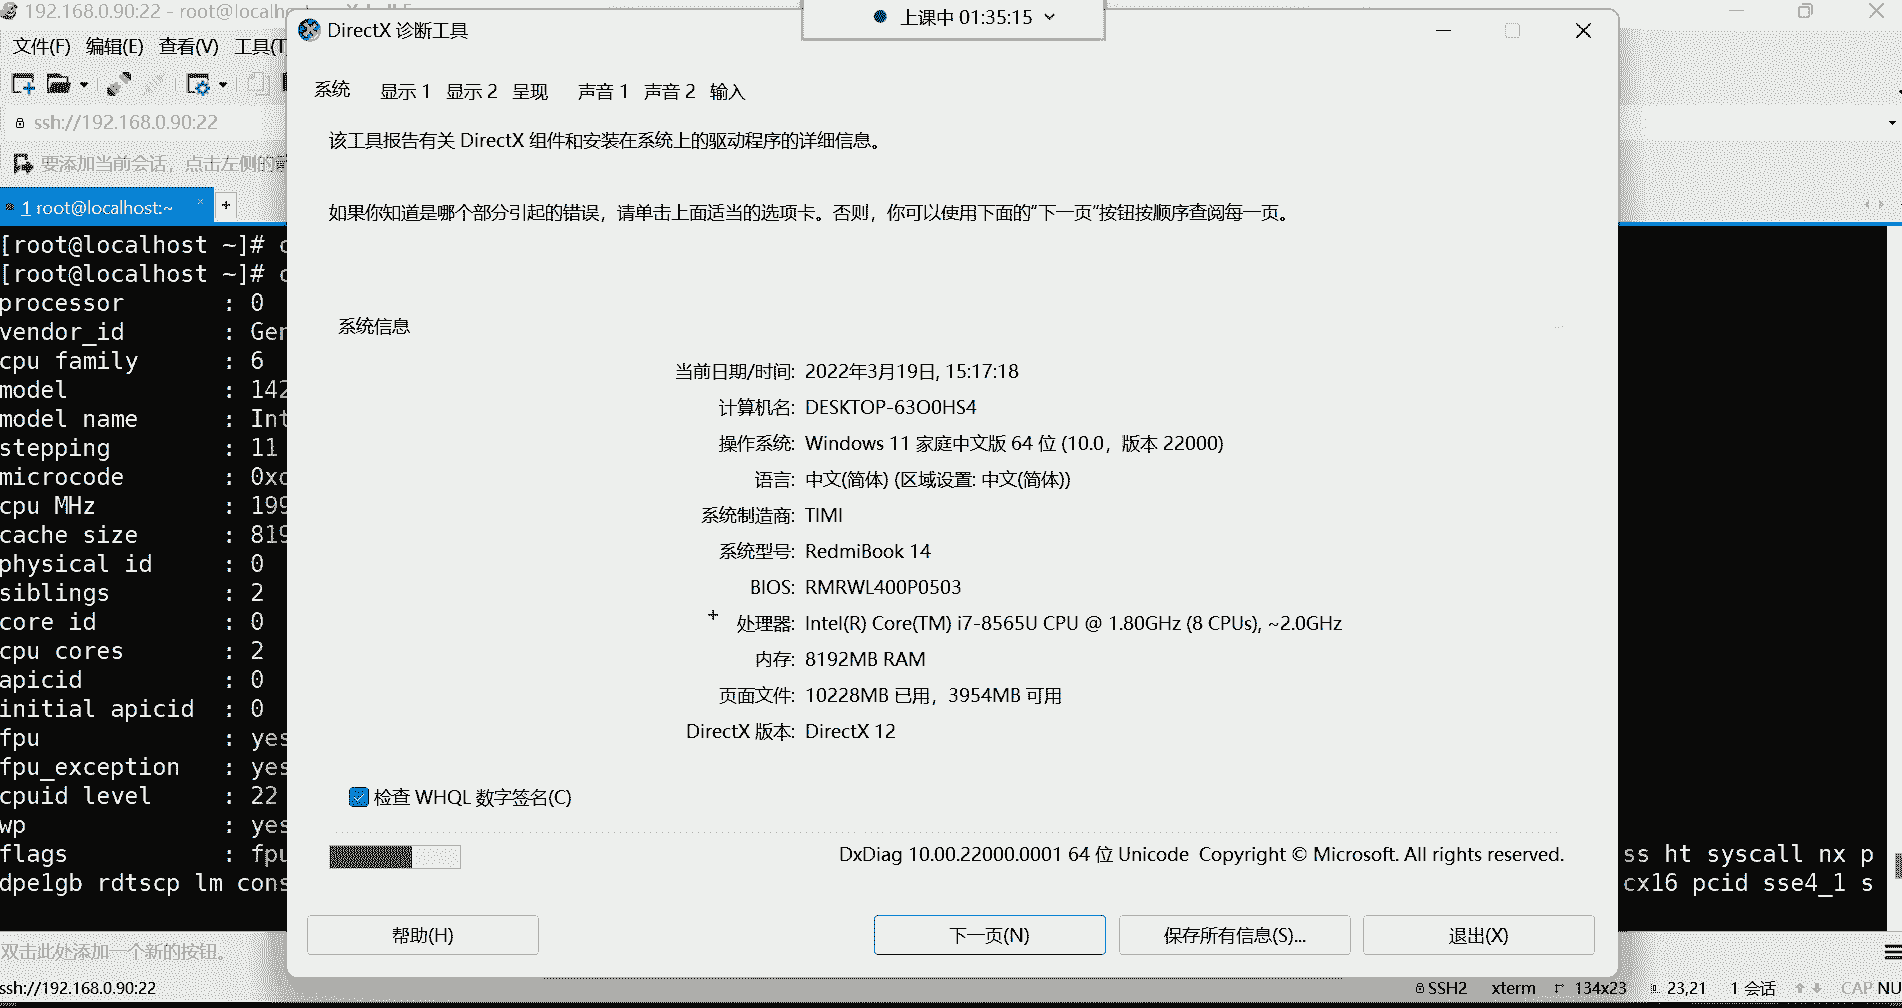 192.168.0.90:22 - root@localho
上课中 01:35:15
DirectX 诊断工具
文件(F) 编辑(E) 查看(V) 工具(T
系统 显示 1 显示 2 呈现 声音 1 声音 2 输入
ssh://192.168.0.90:22
该工具报告有关 DirectX 组件和安装在系统上的驱动程序的详细信息。
要添加当前会话，点击左侧的
如果你知道是哪个部分引起的错误，请单击上面适当的选项卡。否则，你可以使用下面的“下一页”按钮按顺序查阅每一页。
1 root@localhost:~ × +
[root@localhost ~]# c
[root@localhost ~]# c
processor : 0
vendor_id : Gen
cpu family : 6
model : 142
model name : Int
stepping : 11
microcode : 0xc
cpu MHz : 199
cache size : 819
physical id : 0
siblings : 2
core id : 0
cpu cores : 2
apicid : 0
initial apicid : 0
fpu : yes
fpu_exception : yes
cpuid level : 22
wp : yes
flags : fpu
dpe1gb rdtscp lm cons
系统信息
当前日期/时间: 2022年3月19日, 15:17:18
计算机名: DESKTOP-63O0HS4
操作系统: Windows 11 家庭中文版 64 位 (10.0，版本 22000)
语言: 中文(简体) (区域设置: 中文(简体))
系统制造商: TIMI
系统型号: RedmiBook 14
BIOS: RMRWL400P0503
处理器: Intel(R) Core(TM) i7-8565U CPU @ 1.80GHz (8 CPUs), ~2.0GHz
内存: 8192MB RAM
页面文件: 10228MB 已用，3954MB 可用
DirectX 版本: DirectX 12
检查 WHQL 数字签名(C)
DxDiag 10.00.22000.0001 64 位 Unicode Copyright © Microsoft. All rights reserved.
ss ht syscall nx p
cx16 pcid sse4_1 s
帮助(H) 下一页(N) 保存所有信息(S)... 退出(X)
双击此处添加一个新的按钮。
ssh://192.168.0.90:22 SSH2 xterm 134x23 23,21 1 会话 CAP NU